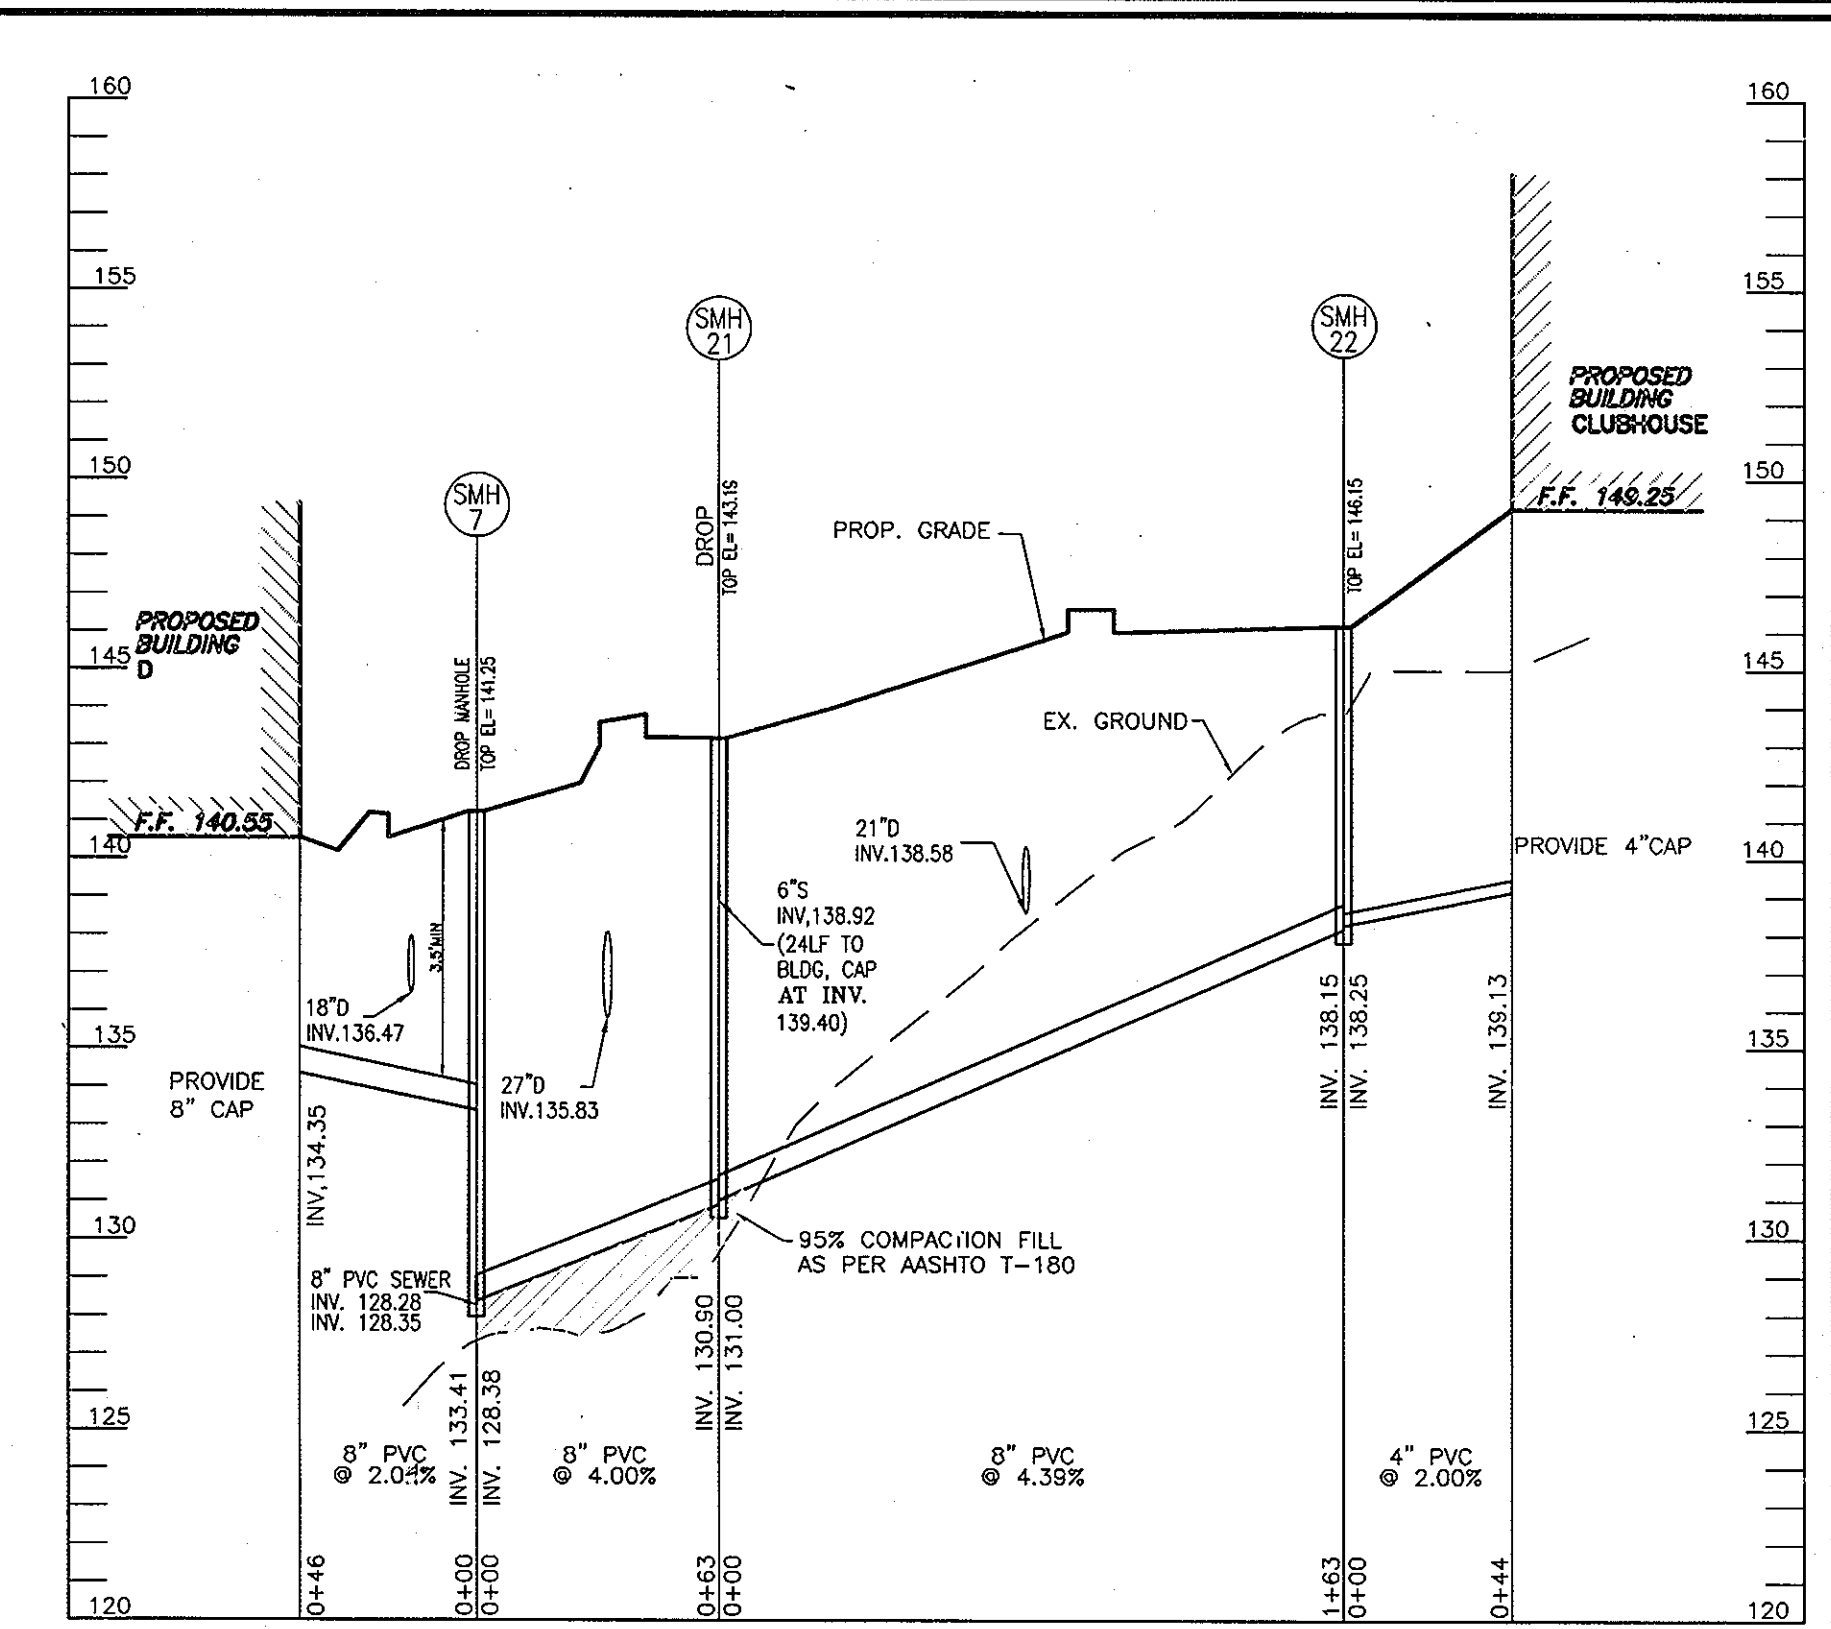 160
160
155
155
SMH
21
SMH
22
PROPOSED
BUILDING
CLUBHOUSE
150
150
SMH
7
F.F. 149.25
DROP
TOP EL= 143.19
TOP EL= 146.15
PROP. GRADE
PROPOSED
BUILDING
D
145
145
DROP MANHOLE
TOP EL= 141.25
EX. GROUND
F.F. 140.55
140
140
21"D
INV.138.58
PROVIDE 4"CAP
6"S
INV,138.92
(24LF TO
BLDG, CAP
AT INV.
139.40)
3.5'MIN
18"D
INV.136.47
135
135
PROVIDE
8" CAP
27"D
INV.135.83
INV. 138.15
INV. 138.25
INV. 139.13
INV,134.35
130
130
95% COMPACTION FILL
AS PER AASHTO T-180
8" PVC SEWER
INV. 128.28
INV. 128.35
INV. 133.41
INV. 128.38
INV. 130.90
INV. 131.00
125
125
8" PVC
@ 2.04%
8" PVC
@ 4.00%
8" PVC
@ 4.39%
4" PVC
@ 2.00%
0+46
0+00
0+00
0+63
0+00
1+63
0+00
0+44
120
120